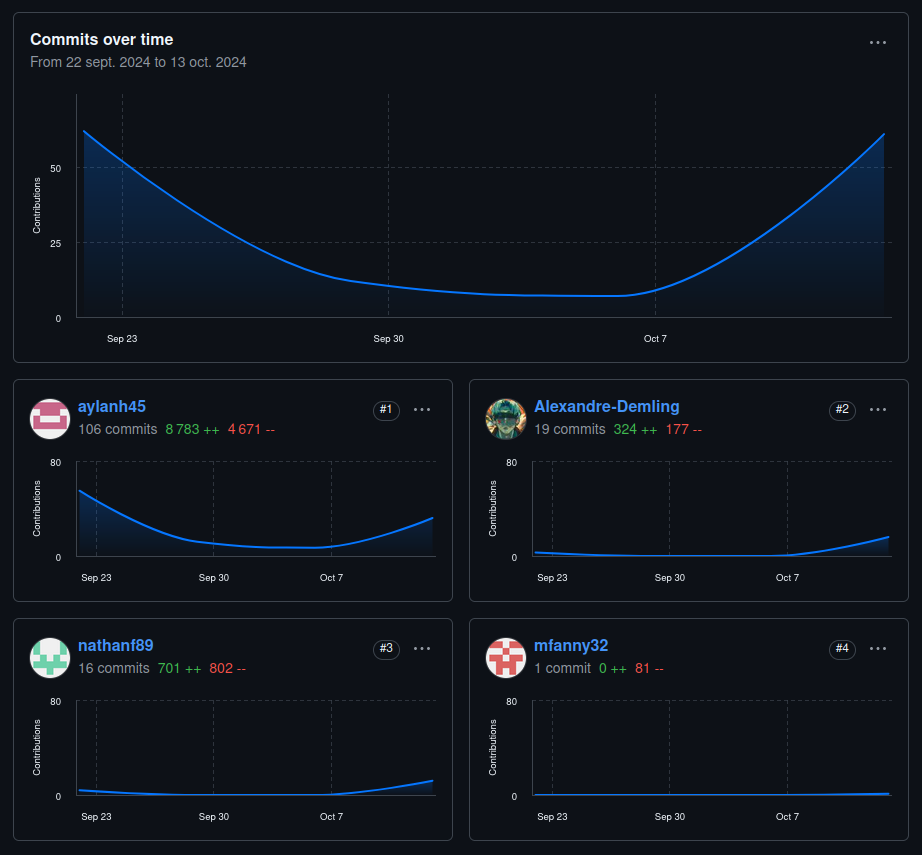 Commits over time
From 22 sept. 2024 to 13 oct. 2024
Contributions
50
25
0
Sep 23 Sep 30 Oct 7
aylanh45 #1
106 commits 8 783 ++ 4 671 --
Contributions
80
0
Sep 23 Sep 30 Oct 7
Alexandre-Demling #2
19 commits 324 ++ 177 --
Contributions
80
0
Sep 23 Sep 30 Oct 7
nathanf89 #3
16 commits 701 ++ 802 --
Contributions
80
0
Sep 23 Sep 30 Oct 7
mfanny32 #4
1 commit 0 ++ 81 --
Contributions
80
0
Sep 23 Sep 30 Oct 7